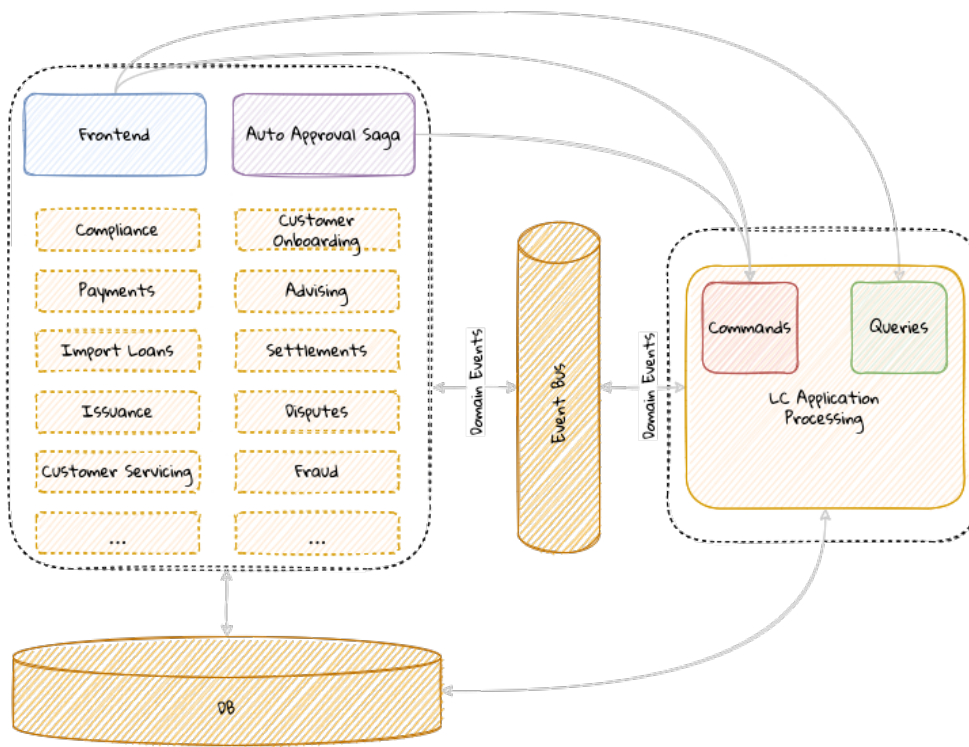 Frontend
Auto Approval Saga
Compliance
Customer
Onboarding
Payments
Advising
Import Loans
Settlements
Issuance
Disputes
Customer Servicing
Fraud
...
...
Domain Events
Event Bus
Domain Events
Commands
Queries
LC Application
Processing
DB